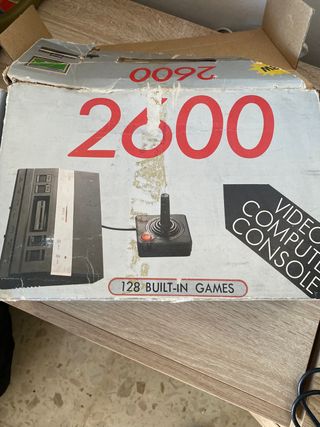 2600
2600
VIDEO
COMPUTER
CONSOLE
128 BUILT-IN GAMES